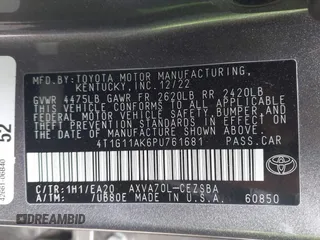 MFD.BY:TOYOTA MOTOR MANUFACTURING,
KENTUCKY,INC.12/22
GVWR 4475LB GAWR FR 2620LB RR 2420LB
THIS VEHICLE CONFORMS TO ALL APPLICABLE
FEDERAL MOTOR VEHICLE SAFETY, BUMPER, AND
THEFT PREVENTION STANDARDS IN EFFECT ON
THE DATE OF MANUFACTURE SHOWN ABOVE.
4T1G11AK6PU761681 PASS.CAR
C/TR:1H1/EA20 AXVA70L-CEZSBA
A/TM: /UB80E MADE IN U.S.A. 60850
52
DREAMBID